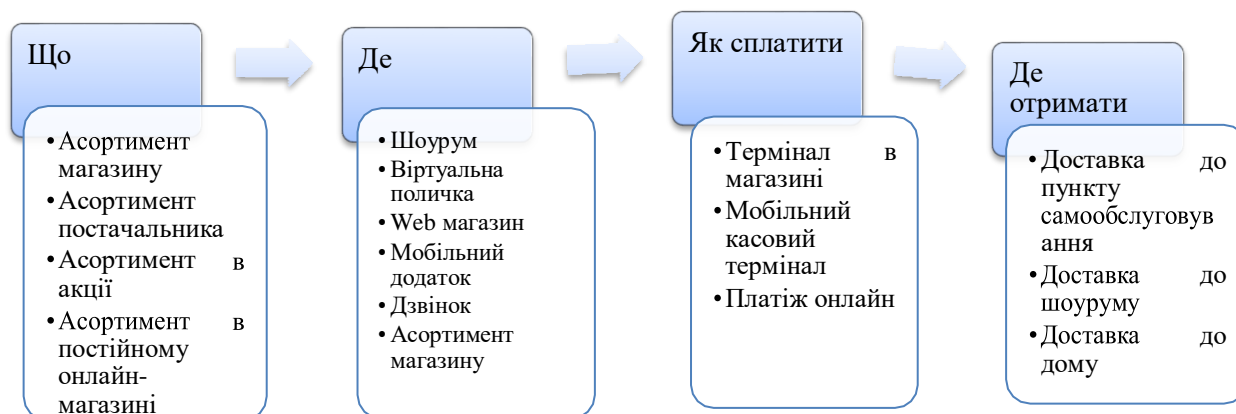 Що
• Асортимент
магазину
• Асортимент
постачальника
• Асортимент в
акції
• Асортимент в
постійному
онлайн-
магазині
Де
• Шоурум
• Віртуальна
поличка
• Web магазин
• Мобільний
додаток
• Дзвінок
• Асортимент
магазину
Як сплатити
• Термінал в
магазині
• Мобільний
касовий
термінал
• Платіж онлайн
Де
отримати
• Доставка до
пункту
самообслуговув
ання
• Доставка до
шоуруму
• Доставка до
дому